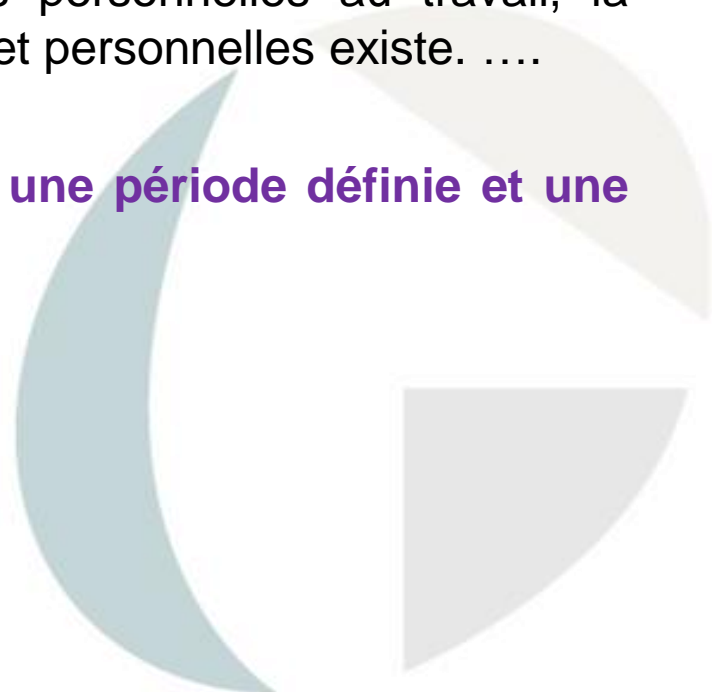 personnelles au travail, la
et personnelles existe. ….
une période définie et une